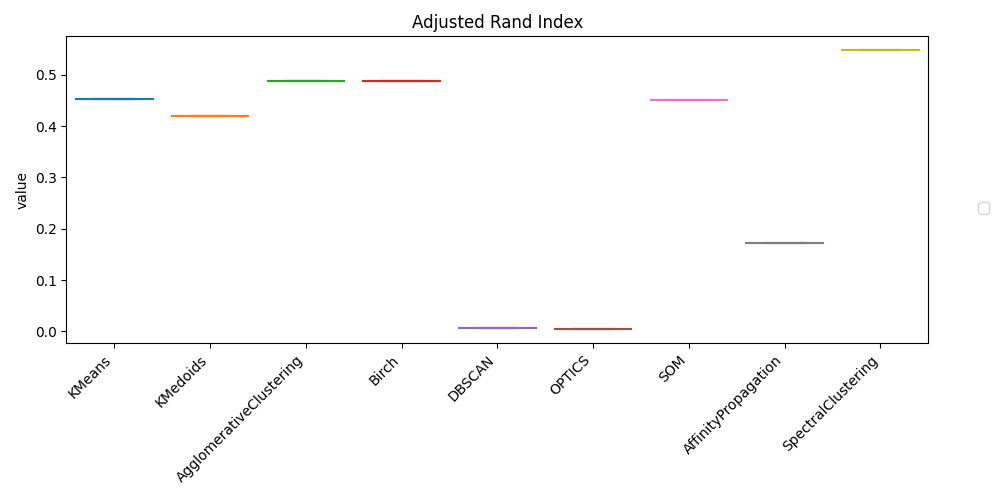 Adjusted Rand Index
value
0.5
0.4
0.3
0.2
0.1
0.0
KMeans
KMedoids
AgglomerativeClustering
Birch
DBSCAN
OPTICS
SOM
AffinityPropagation
SpectralClustering